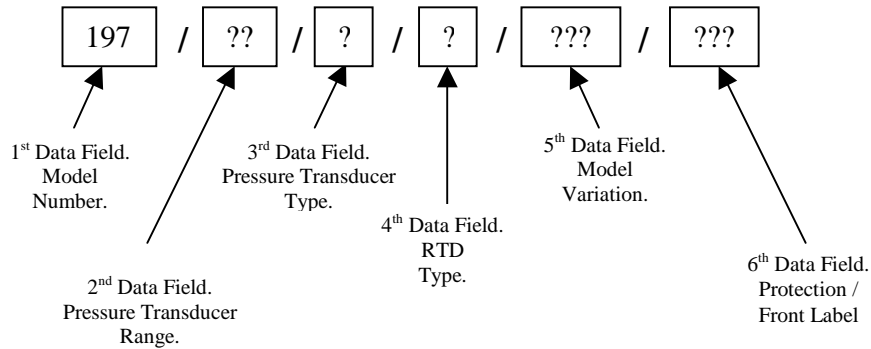 197 / ?? / ? / ? / ??? / ???
1st Data Field.
Model
Number.
2nd Data Field.
Pressure Transducer
Range.
3rd Data Field.
Pressure Transducer
Type.
4th Data Field.
RTD
Type.
5th Data Field.
Model
Variation.
6th Data Field.
Protection /
Front Label